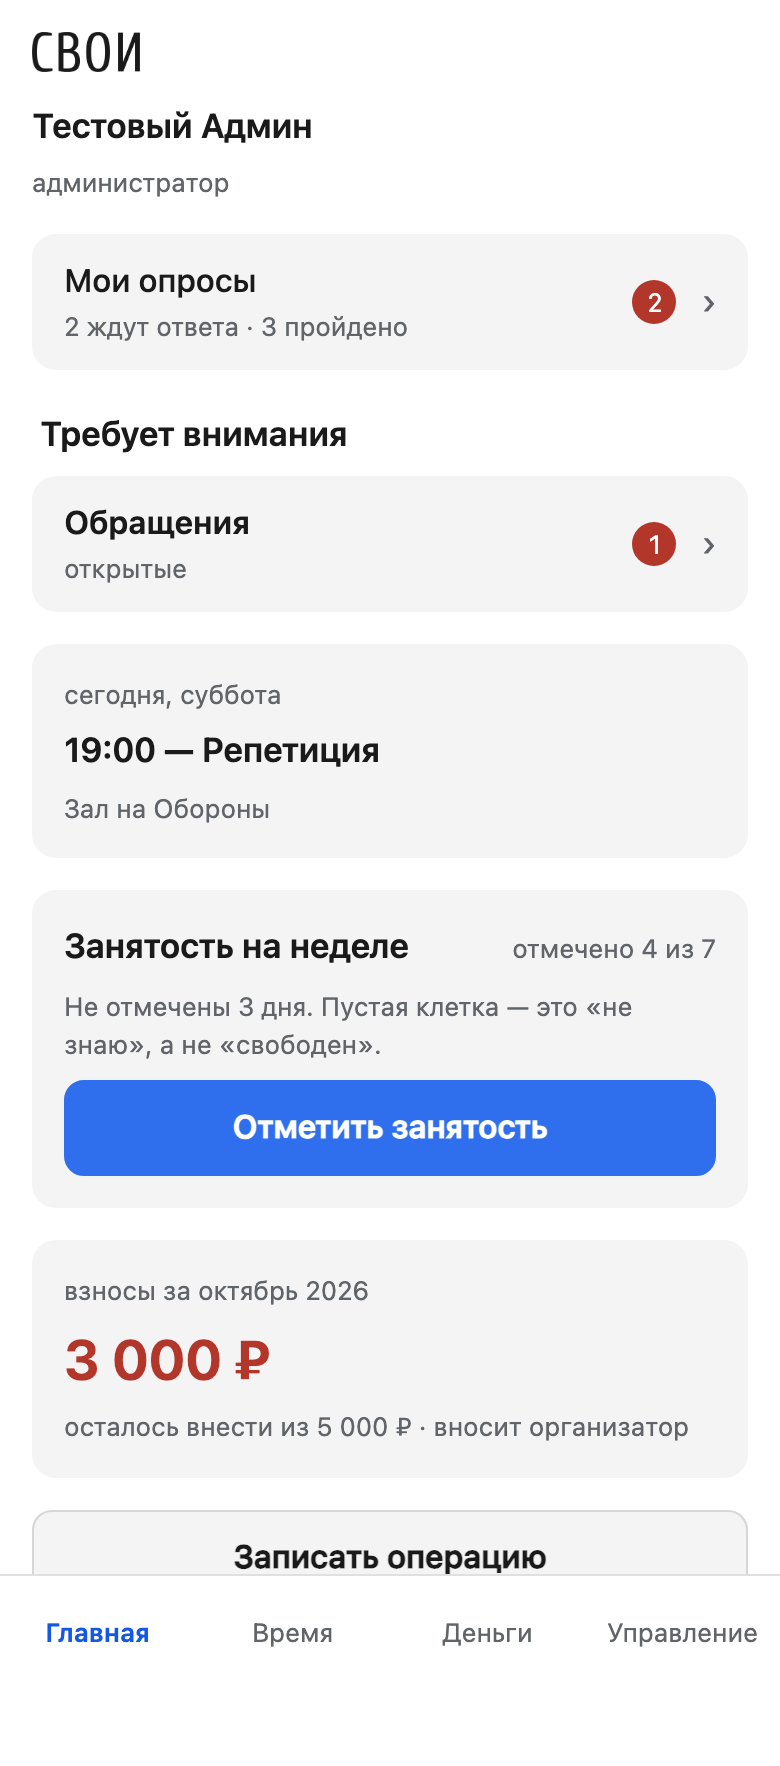 СВОИ
Тестовый Админ
администратор
Мои опросы
2 ждут ответа · 3 пройдено
2 ›
Требует внимания
Обращения
открытые
1 ›
сегодня, суббота
19:00 — Репетиция
Зал на Обороны
Занятость на неделе
отмечено 4 из 7
Не отмечены 3 дня. Пустая клетка — это «не
знаю», а не «свободен».
Отметить занятость
взносы за октябрь 2026
3 000 ₽
осталось внести из 5 000 ₽ · вносит организатор
Записать операцию
Главная Время Деньги Управление